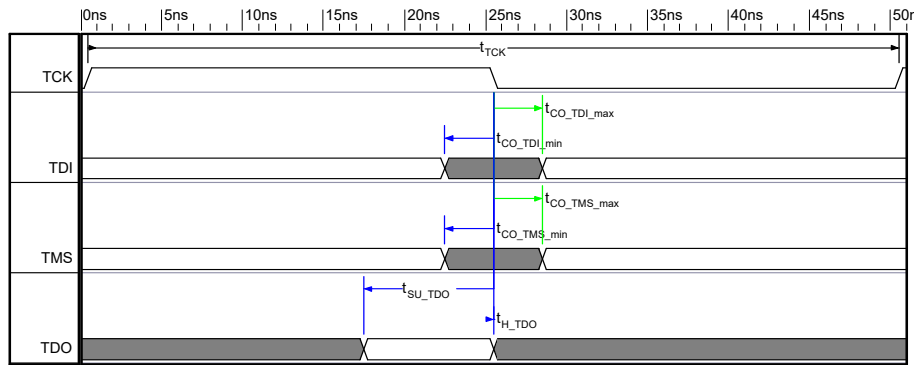 0ns 5ns 10ns 15ns 20ns 25ns 30ns 35ns 40ns 45ns 50n
tTCK
TCK
tCO_TDI_max
tCO_TDI_min
TDI
tCO_TMS_max
tCO_TMS_min
TMS
tSU_TDO
tH_TDO
TDO